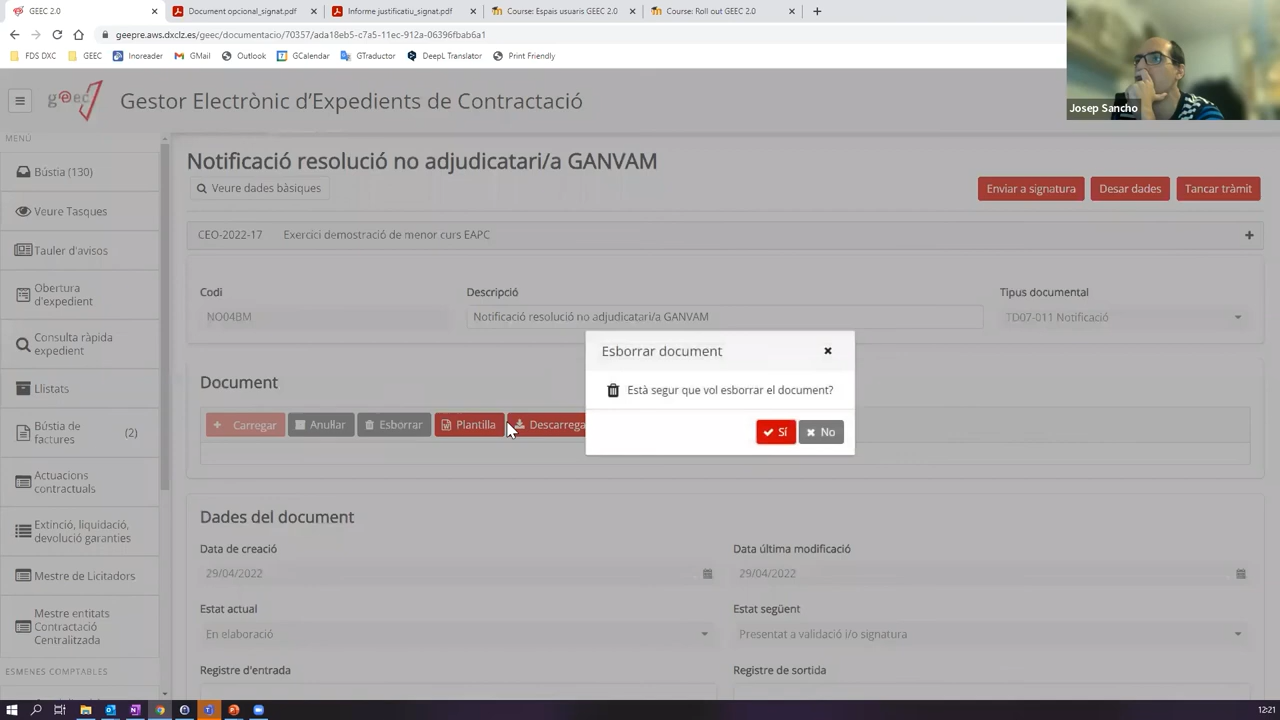 GEEC 2.0
Document opcional_signat.pdf
Informe justificatiu_signat.pdf
Course: Espais usuaris GEEC 2.0
Course: Roll out GEEC 2.0
geepre.aws.dxclz.es/geec/documentacio/70357/ada18eb5-c7a5-11ec-912a-06396fbab6a1
FDS DXC
GEEC
Inoreader
GMail
Outlook
GCalendar
GTraductor
DeepL Translator
Print Friendly
Josep Sancho
geec
Gestor Electrònic d'Expedients de Contractació
MENÚ
Bústia (130)
Veure Tasques
Tauler d'avisos
Obertura
d'expedient
Consulta ràpida
expedient
Llistats
Bústia de
factures
(2)
Actuacions
contractuals
Extinció, liquidació,
devolució garanties
Mestre de Licitadors
Mestre entitats
Contractació
Centralitzada
ESMENES COMPTABLES
Notificació resolució no adjudicatari/a GANVAM
Veure dades bàsiques
Enviar a signatura
Desar dades
Tancar tràmit
CEO-2022-17
Exercici demostració de menor curs EAPC
Codi
Descripció
Tipus documental
NO04BM
Notificació resolució no adjudicatari/a GANVAM
TD07-011 Notificació
Esborrar document
Està segur que vol esborrar el document?
Sí
No
Document
Carregar
Anul·lar
Esborrar
Plantilla
Descarrega
Dades del document
Data de creació
Data última modificació
29/04/2022
29/04/2022
Estat actual
Estat següent
En elaboració
Presentat a validació i/o signatura
Registre d'entrada
Registre de sortida
12:21